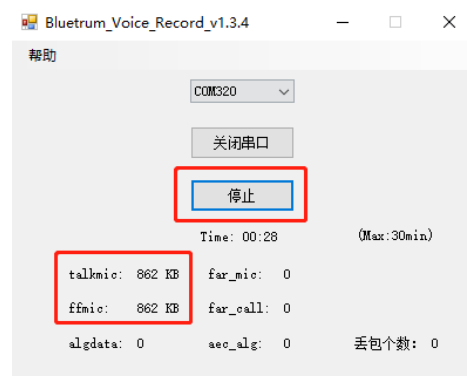 Bluetrum_Voice_Record_v1.3.4
帮助
COM320
关闭串口
停止
Time: 00:28 (Max:30min)
talkmic: 862 KB far_mic: 0
ffmic: 862 KB far_call: 0
algdata: 0 aec_alg: 0 丢包个数: 0